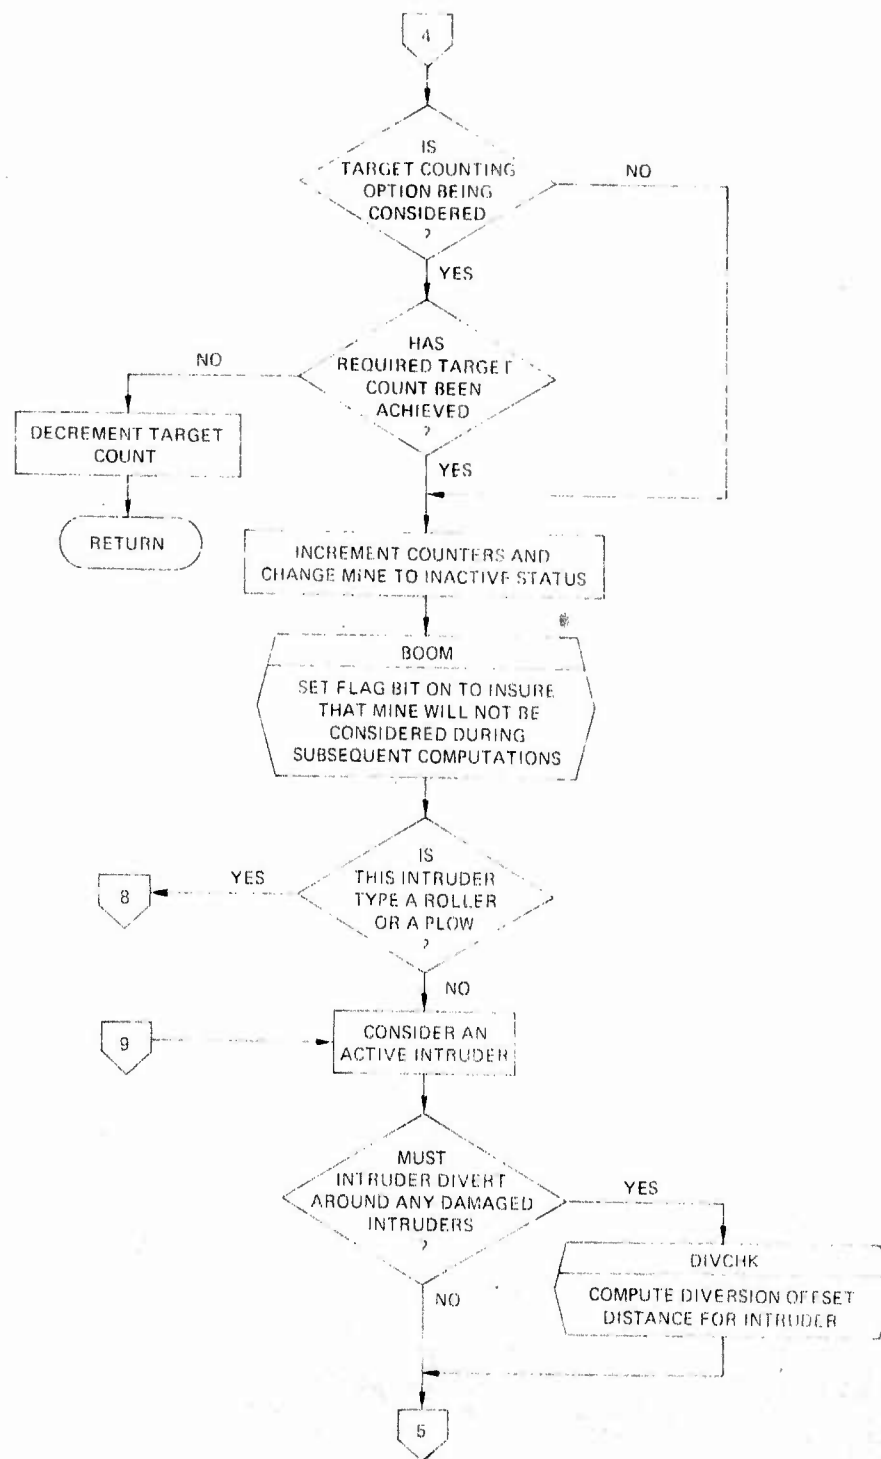 4
IS
TARGET COUNTING
OPTION BEING
CONSIDERED
?
NO
YES
HAS
REQUIRED TARGET
COUNT BEEN
ACHIEVED
?
NO
DECREMENT TARGET
COUNT
YES
RETURN
INCREMENT COUNTERS AND
CHANGE MINE TO INACTIVE STATUS
BOOM
SET FLAG BIT ON TO INSURE
THAT MINE WILL NOT BE
CONSIDERED DURING
SUBSEQUENT COMPUTATIONS
IS
THIS INTRUDER
TYPE A ROLLER
OR A PLOW
?
YES
8
NO
9
CONSIDER AN
ACTIVE INTRUDER
MUST
INTRUDER DIVERT
AROUND ANY DAMAGED
INTRUDERS
?
YES
DIVCHK
COMPUTE DIVERSION OFFSET
DISTANCE FOR INTRUDER
NO
5